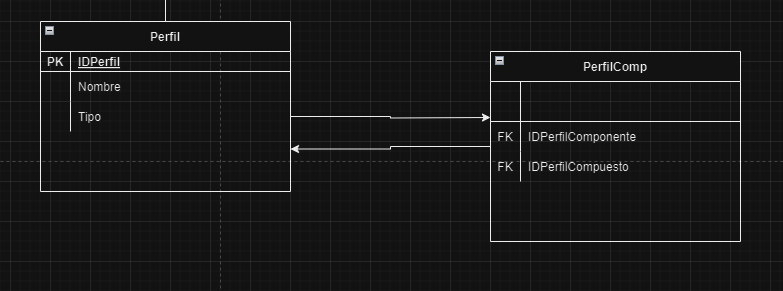 Perfil
PK IDPerfil
Nombre
Tipo
PerfilComp
FK IDPerfilComponente
FK IDPerfilCompuesto